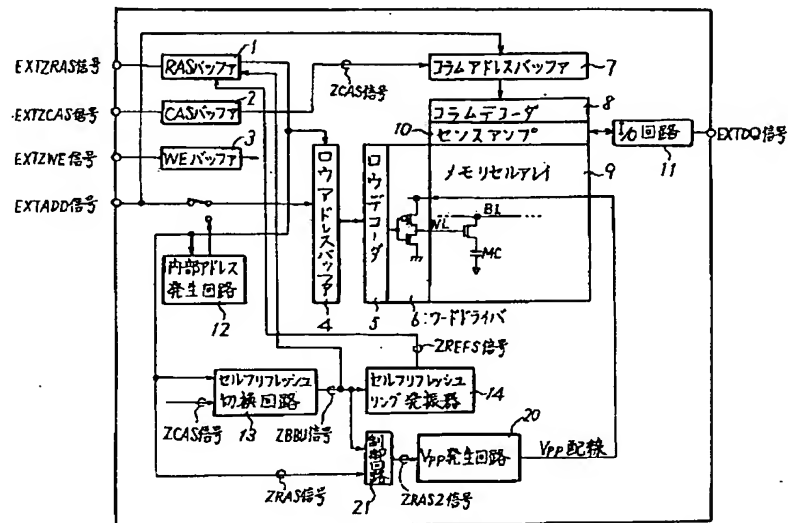 EXTZRAS信号
EXTZCAS信号
EXTZWE信号
EXTADD信号
1
RASバッファ
2
CASバッファ
3
WEバッファ
ZCAS信号
コラムアドレスバッファ
7
コラムデコーダ
8
10
センスアンプ
I/O回路
11
EXTDQ信号
メモリセルアレイ
9
ロウアドレスバッファ
4
ロウデコーダ
5
WL
BL
MC
6:ワードドライバ
内部アドレス
発生回路
12
ZREFS信号
セルフリフレッシュ
切換回路
13
ZCAS信号
ZBBU信号
セルフリフレッシュ
リング発振器
14
制御回路
21
ZRAS信号
ZRAS2信号
VPP発生回路
20
VPP配線